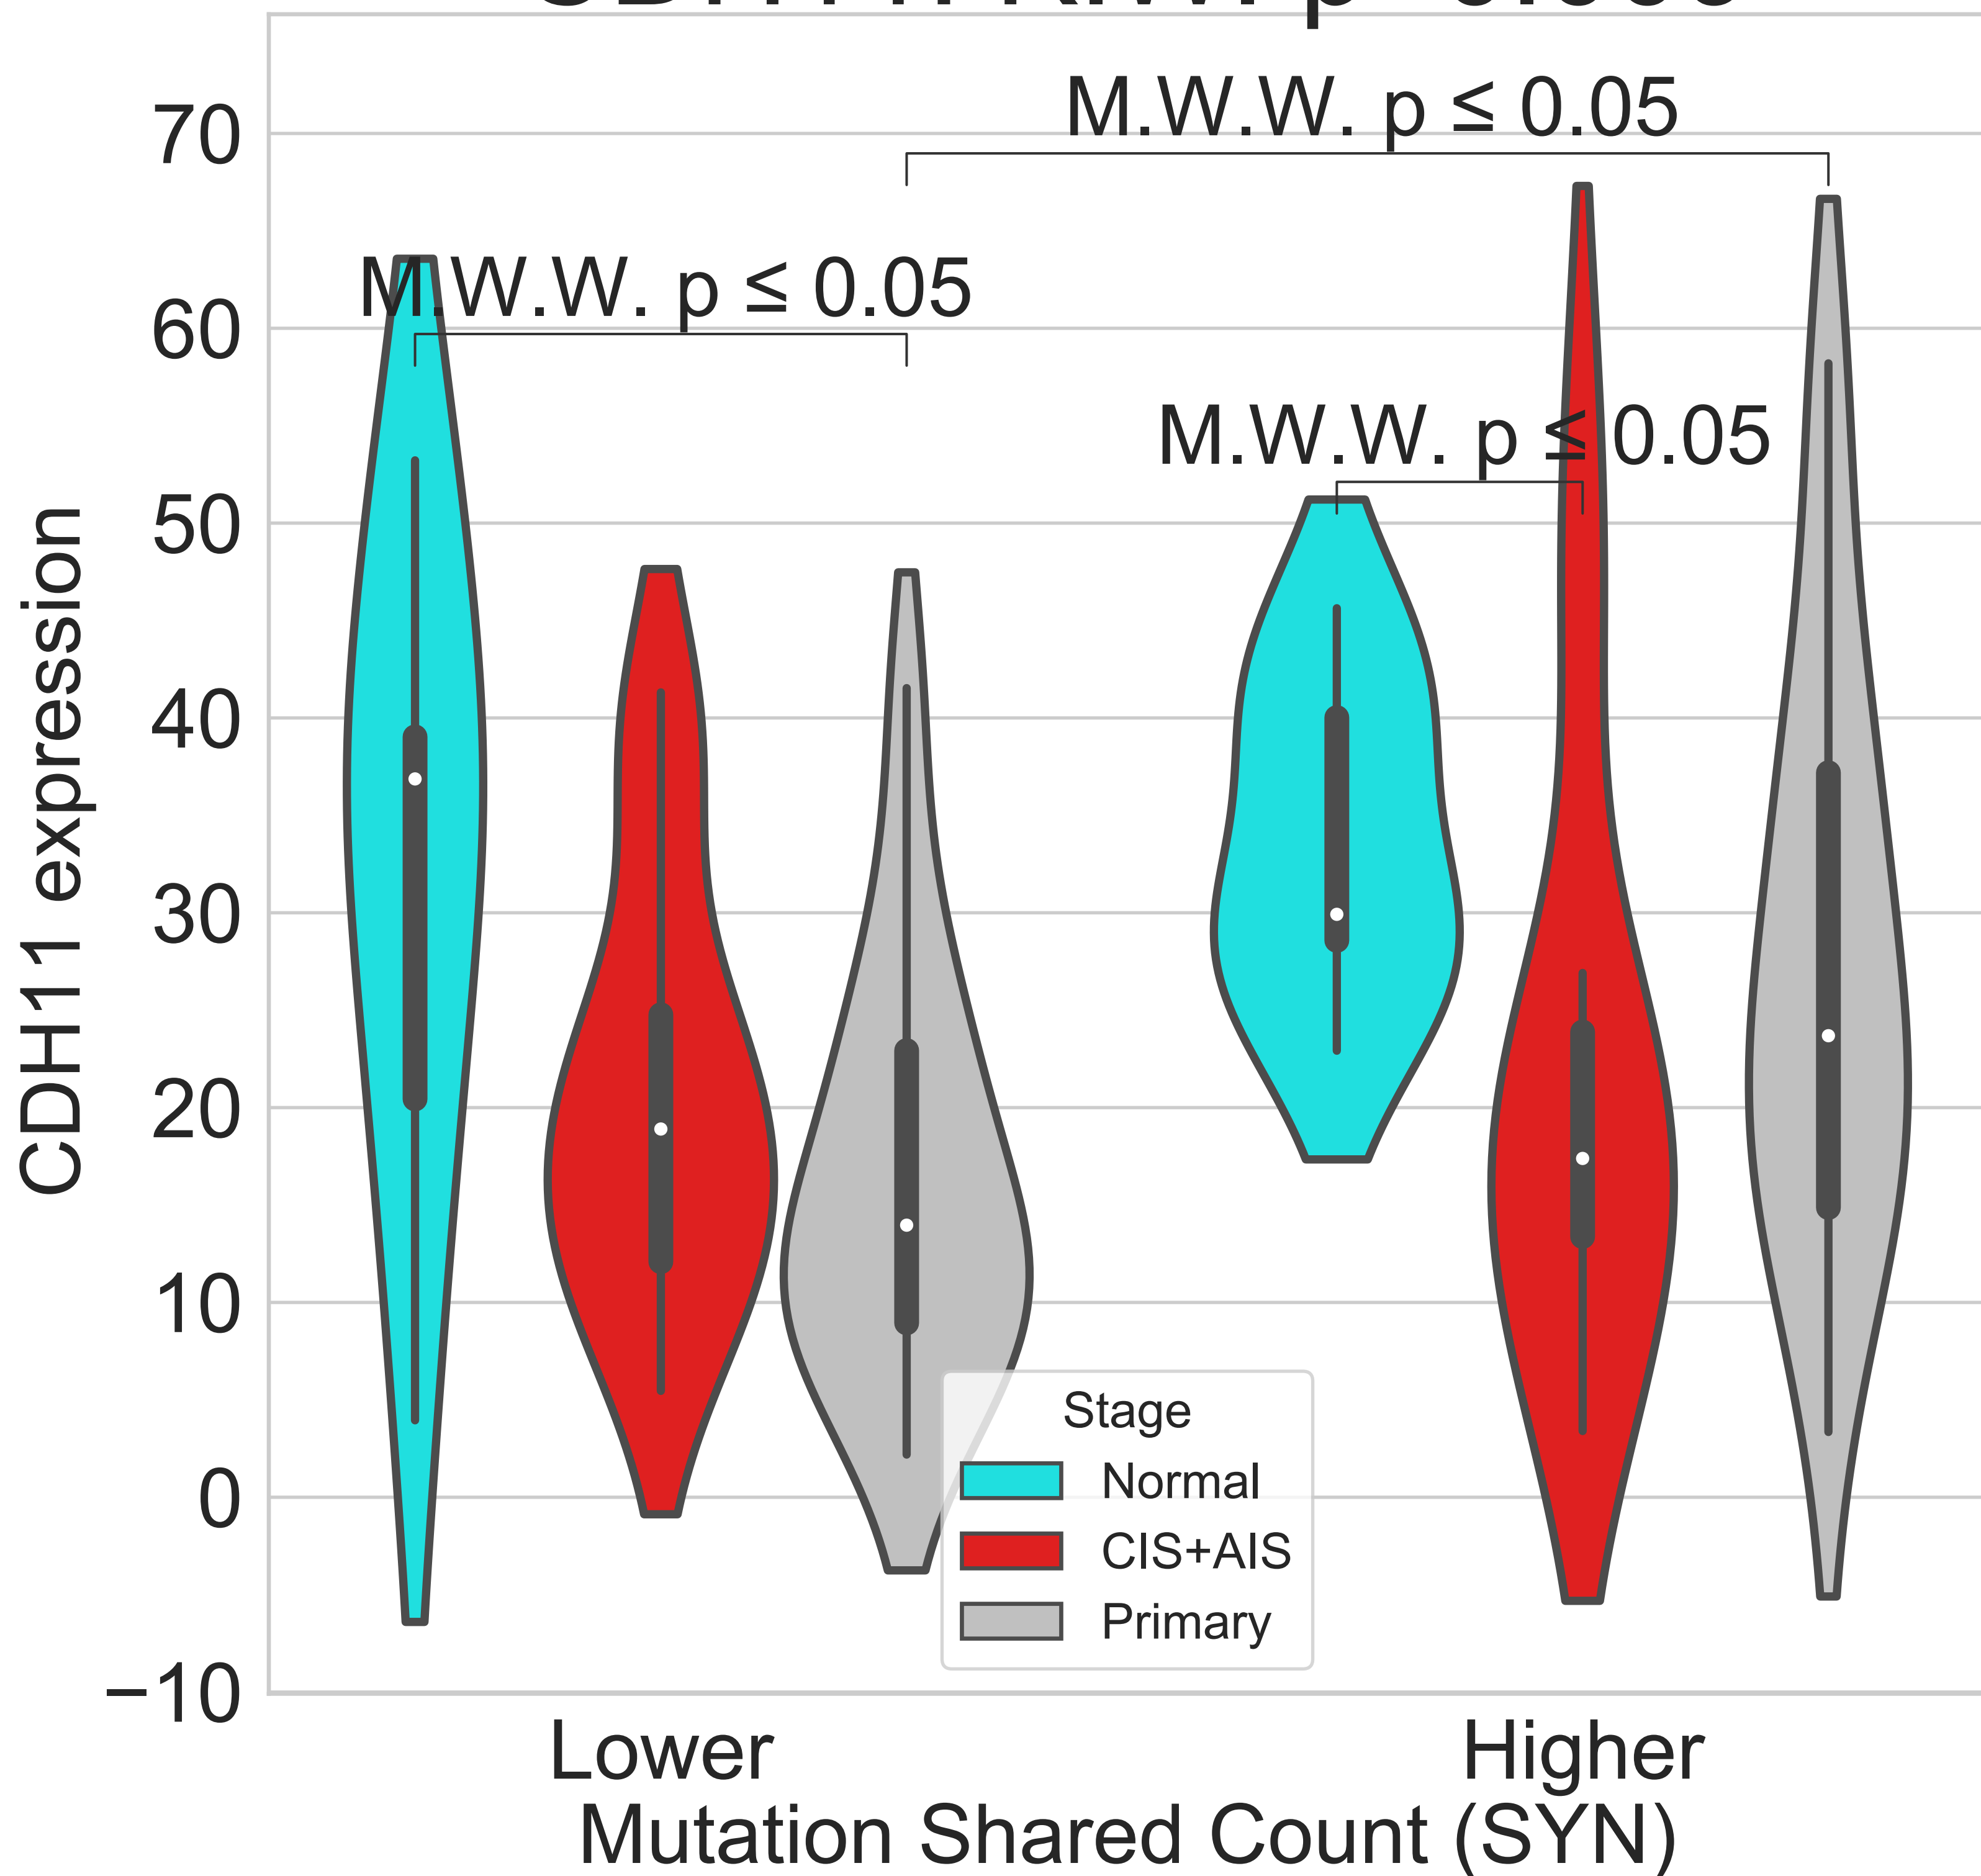 M.W.W. p ≤ 0.05
M.W.W. p ≤ 0.05
M.W.W. p ≤ 0.05
70
60
50
40
30
20
10
0
−10
CDH11 expression
Stage
Normal
CIS+AIS
Primary
Lower
Higher
Mutation Shared Count (SYN)